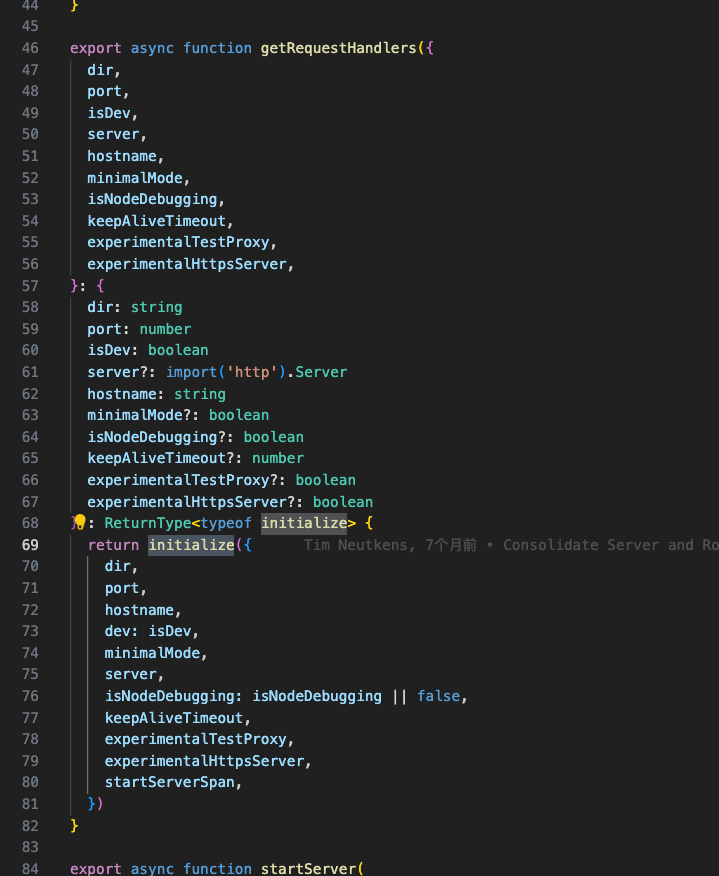 44 }
45
46 export async function getRequestHandlers({
47 dir,
48 port,
49 isDev,
50 server,
51 hostname,
52 minimalMode,
53 isNodeDebugging,
54 keepAliveTimeout,
55 experimentalTestProxy,
56 experimentalHttpsServer,
57 }: {
58 dir: string
59 port: number
60 isDev: boolean
61 server?: import('http').Server
62 hostname: string
63 minimalMode?: boolean
64 isNodeDebugging?: boolean
65 keepAliveTimeout?: number
66 experimentalTestProxy?: boolean
67 experimentalHttpsServer?: boolean
68 }: ReturnType<typeof initialize> {
69 return initialize({ Tim Neutkens, 7个月前 • Consolidate Server and Ro
70 dir,
71 port,
72 hostname,
73 dev: isDev,
74 minimalMode,
75 server,
76 isNodeDebugging: isNodeDebugging || false,
77 keepAliveTimeout,
78 experimentalTestProxy,
79 experimentalHttpsServer,
80 startServerSpan,
81 })
82 }
83
84 export async function startServer(